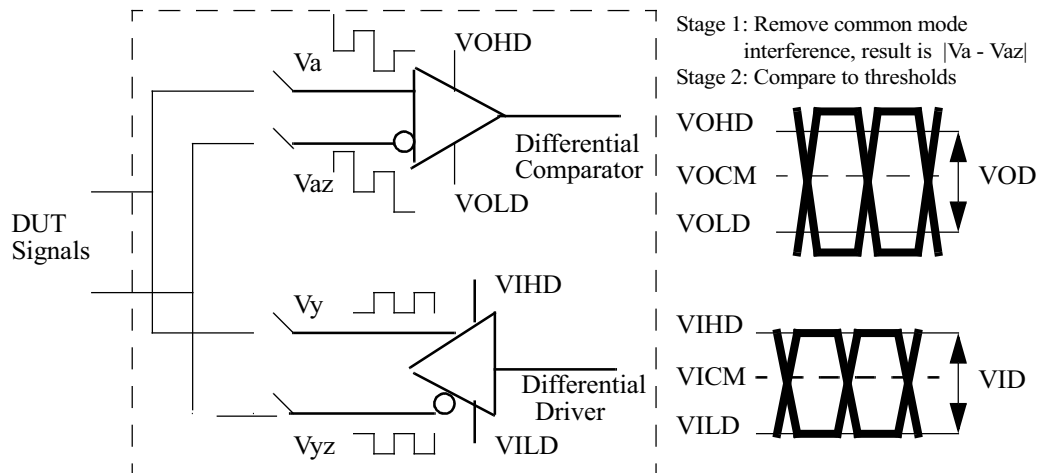 VOHD
Va
Differential
Comparator
Vaz
VOLD
DUT
Signals
VIHD
Vy
Differential
Driver
Vyz
VILD
Stage 1: Remove common mode
interference, result is |Va - Vaz|
Stage 2: Compare to thresholds
VOHD
VOCM
VOD
VOLD
VIHD
VICM
VID
VILD